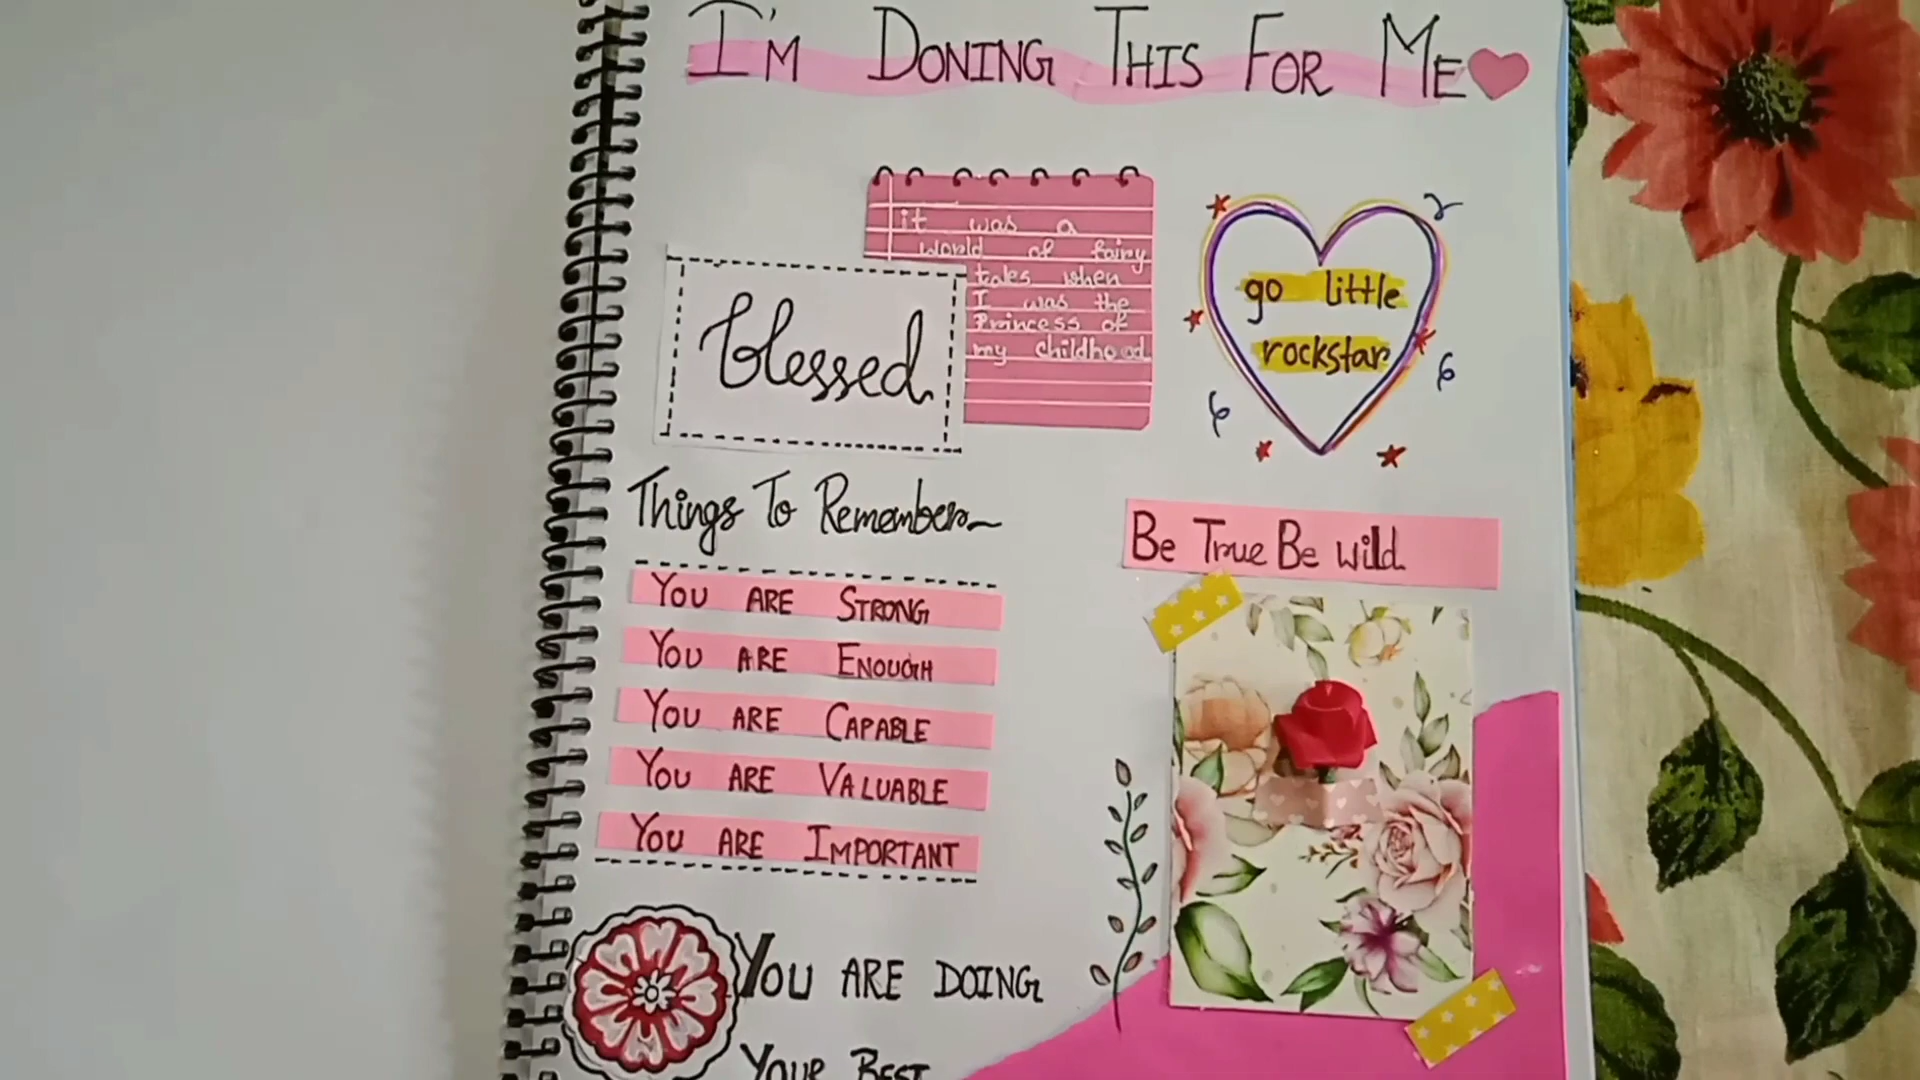 I'M DONING THIS FOR ME
it was a
world of fairy
tales when
I was the
Princess of
my childhood
blessed
go little
rockstar
Things To Remember
Be True Be wild
YOU ARE STRONG
YOU ARE ENOUGH
YOU ARE CAPABLE
YOU ARE VALUABLE
YOU ARE IMPORTANT
YOU ARE DOING
YOUR BEST